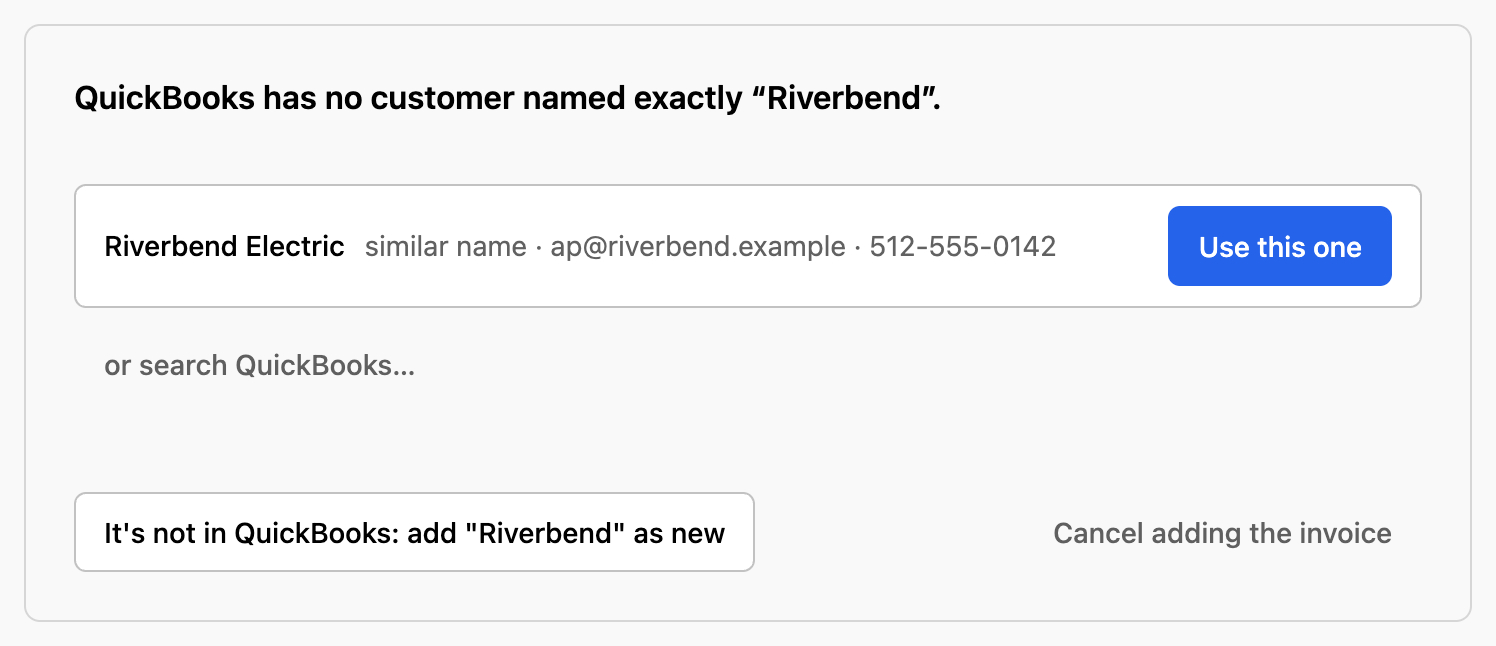 QuickBooks has no customer named exactly “Riverbend”.
Riverbend Electric similar name · ap@riverbend.example · 512-555-0142 Use this one
or search QuickBooks...
It's not in QuickBooks: add "Riverbend" as new Cancel adding the invoice